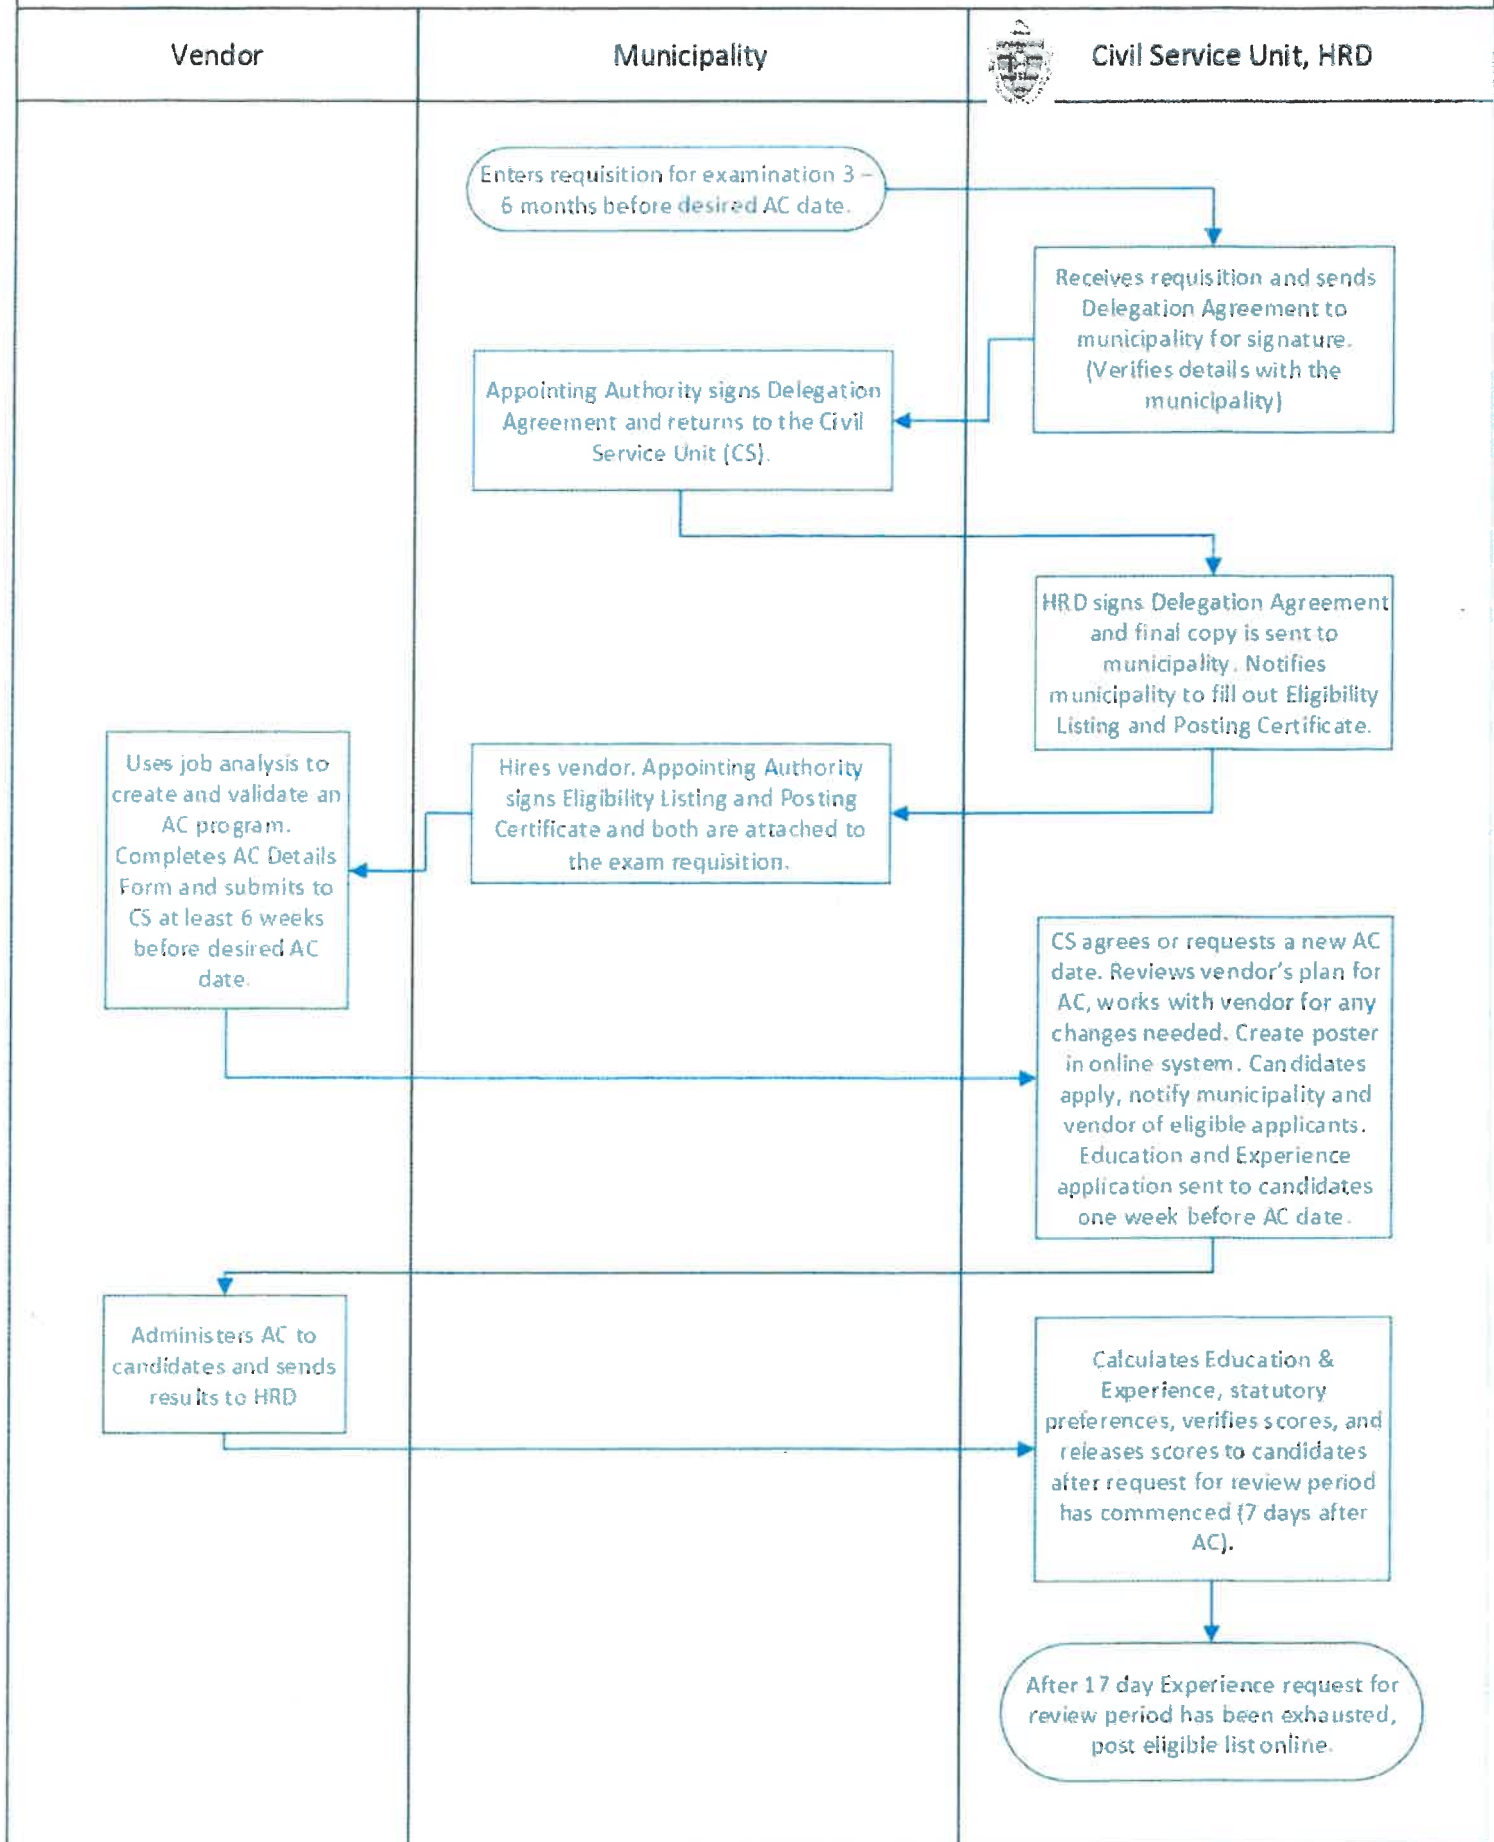 Vendor
Municipality
Civil Service Unit, HRD
Enters requisition for examination 3 –
6 months before desired AC date.
Receives requisition and sends
Delegation Agreement to
municipality for signature.
(Verifies details with the
municipality)
Appointing Authority signs Delegation
Agreement and returns to the Civil
Service Unit (CS).
HRD signs Delegation Agreement
and final copy is sent to
municipality. Notifies
municipality to fill out Eligibility
Listing and Posting Certificate.
Hires vendor. Appointing Authority
signs Eligibility Listing and Posting
Certificate and both are attached to
the exam requisition.
Uses job analysis to
create and validate an
AC program.
Completes AC Details
Form and submits to
CS at least 6 weeks
before desired AC
date.
CS agrees or requests a new AC
date. Reviews vendor's plan for
AC, works with vendor for any
changes needed. Create poster
in online system. Candidates
apply, notify municipality and
vendor of eligible applicants.
Education and Experience
application sent to candidates
one week before AC date.
Administers AC to
candidates and sends
results to HRD
Calculates Education &
Experience, statutory
preferences, verifies scores, and
releases scores to candidates
after request for review period
has commenced (7 days after
AC).
After 17 day Experience request for
review period has been exhausted,
post eligible list online.